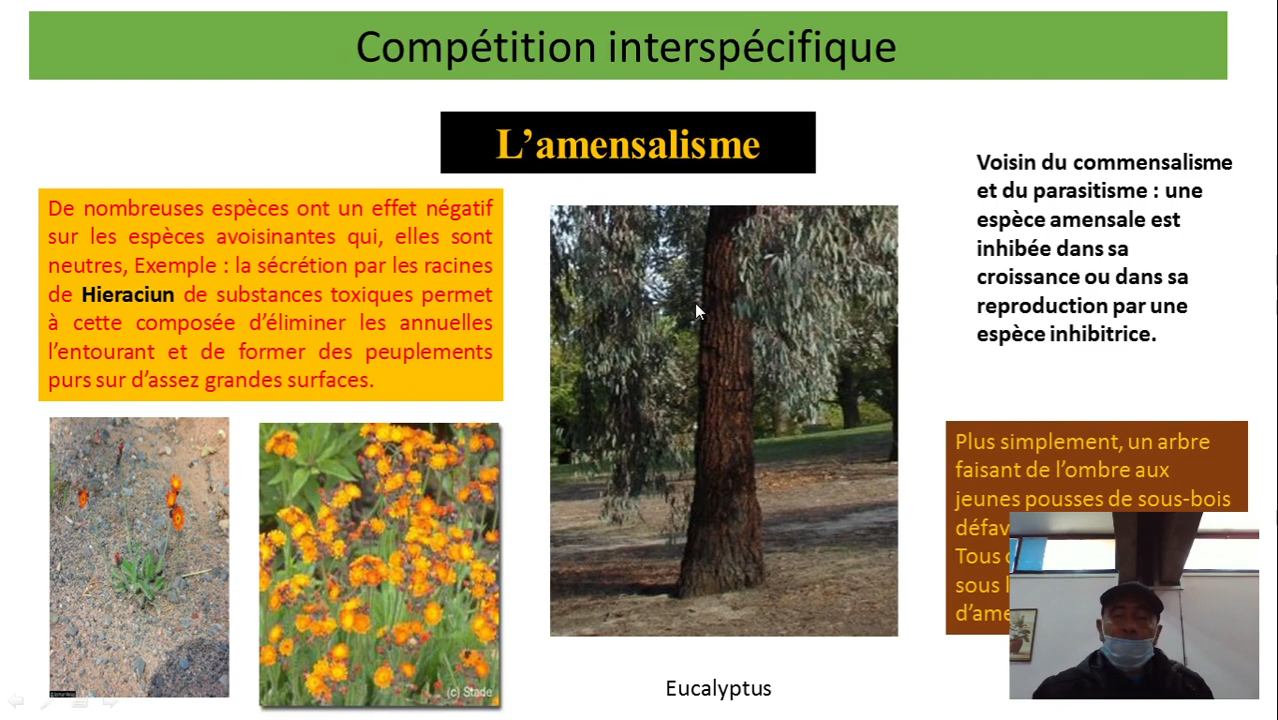 Compétition interspécifique
L’amensalisme
De nombreuses espèces ont un effet négatif
sur les espèces avoisinantes qui, elles sont
neutres, Exemple : la sécrétion par les racines
de Hieraciun de substances toxiques permet
à cette composée d’éliminer les annuelles
l’entourant et de former des peuplements
purs sur d’assez grandes surfaces.
Voisin du commensalisme
et du parasitisme : une
espèce amensale est
inhibée dans sa
croissance ou dans sa
reproduction par une
espèce inhibitrice.
Plus simplement, un arbre
faisant de l’ombre aux
jeunes pousses de sous-bois
Tous
sous
(c) Stade
Eucalyptus